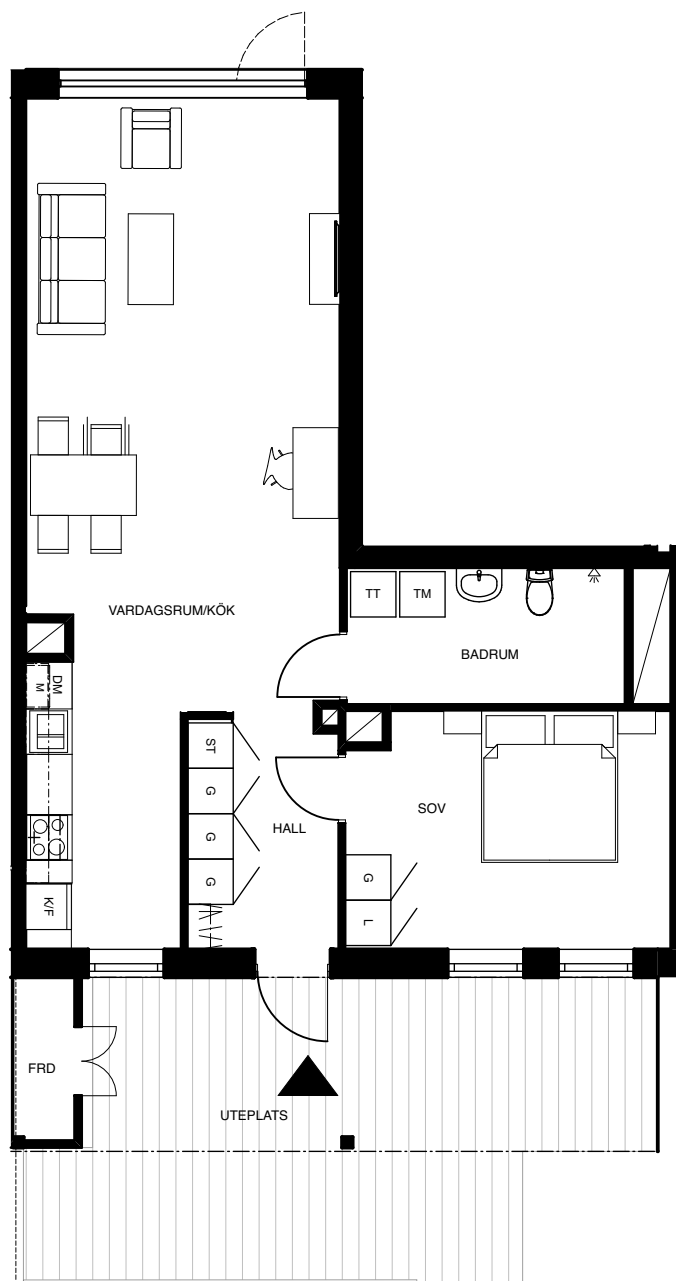 TT
TM
VARDAGSRUM/KÖK
BADRUM
DM
M
ST
G
SOV
HALL
G
G
G
K/F
L
FRD
UTEPLATS